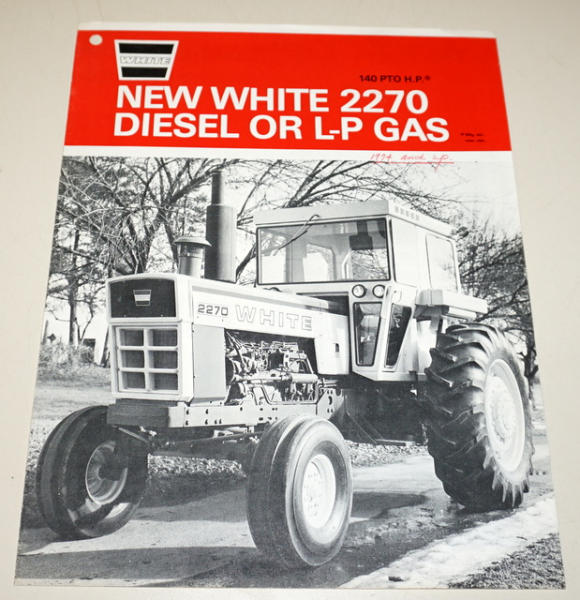 WHITE
140 PTO H.P.*
NEW WHITE 2270
DIESEL OR L-P GAS
1974 and up.
2270 WHITE